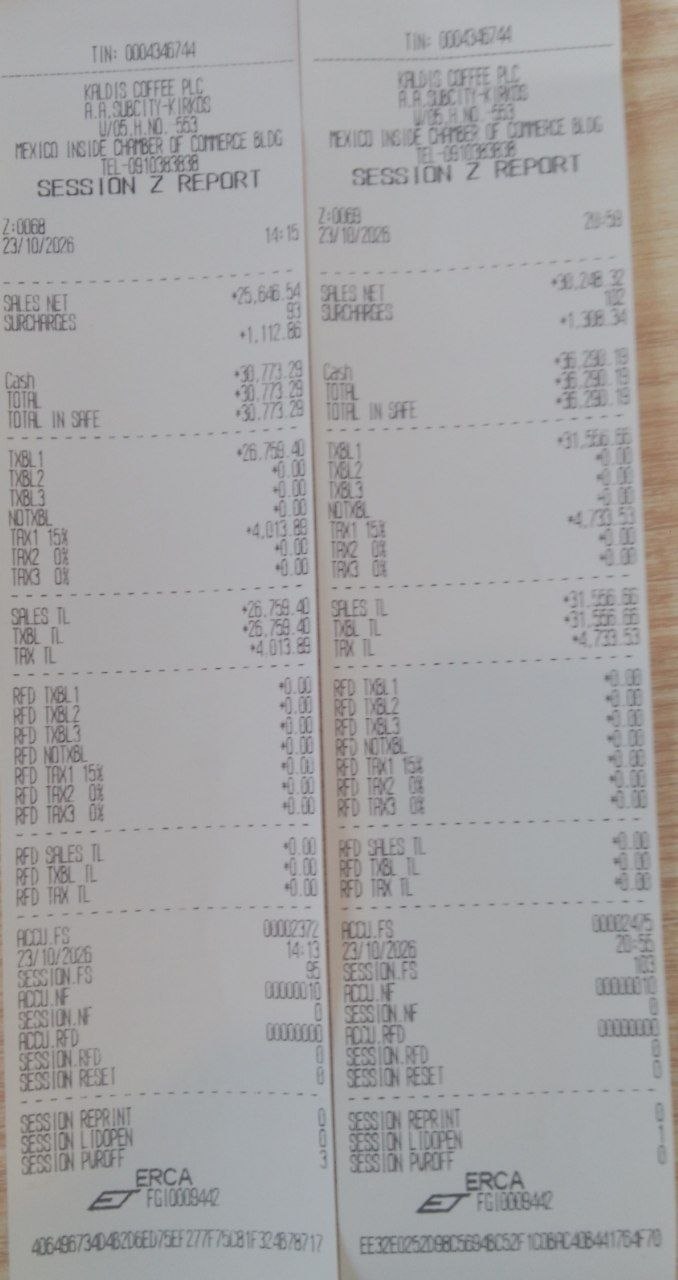 TIN: 0004346744
KALDIS COFFEE PLC
A.A.SUBCITY-KIRKOS
W/05,H.NO. 553
MEXICO INSIDE CHAMBER OF COMMERCE BLDG
TEL-0910383838
SESSION Z REPORT
Z:0068
23/10/2026 14:15
SALES NET *25,646.54
93
SURCHARGES
*1,112.86
Cash *30,773.29
TOTAL *30,773.29
TOTAL IN SAFE *30,773.29
TXBL1 *26,759.40
TXBL2 *0.00
TXBL3 *0.00
NOTXBL *0.00
TAX1 15% *4,013.89
TAX2 0% *0.00
TAX3 0% *0.00
SALES TL *26,759.40
TXBL TL *26,759.40
TAX TL *4,013.89
RFD TXBL1 *0.00
RFD TXBL2 *0.00
RFD TXBL3 *0.00
RFD NOTXBL *0.00
RFD TAX1 15% *0.00
RFD TAX2 0% *0.00
RFD TAX3 0% *0.00
RFD SALES TL *0.00
RFD TXBL TL *0.00
RFD TAX TL *0.00
ACCU.FS 00002372
23/10/2026 14:13
SESSION.FS 95
ACCU.NF 00000010
SESSION.NF 0
ACCU.RFD 00000000
SESSION.RFD 0
SESSION RESET 0
SESSION REPRINT 0
SESSION LIDOPEN 0
SESSION PWROFF 3
ERCA
ET FGI0009442
TIN: 0004346744
KALDIS COFFEE PLC
A.A.SUBCITY-KIRKOS
W/05,H.NO. 553
MEXICO INSIDE CHAMBER OF COMMERCE BLDG
TEL-0910383838
SESSION Z REPORT
Z:0069
23/10/2026 20:58
SALES NET *30,248.32
102
SURCHARGES
*1,308.34
Cash *36,290.19
TOTAL *36,290.19
TOTAL IN SAFE *36,290.19
TXBL1 *31,556.66
TXBL2 *0.00
TXBL3 *0.00
NOTXBL *0.00
TAX1 15% *4,733.53
TAX2 0% *0.00
TAX3 0% *0.00
SALES TL *31,556.66
TXBL TL *31,556.66
TAX TL *4,733.53
RFD TXBL1 *0.00
RFD TXBL2 *0.00
RFD TXBL3 *0.00
RFD NOTXBL *0.00
RFD TAX1 15% *0.00
RFD TAX2 0% *0.00
RFD TAX3 0% *0.00
RFD SALES TL *0.00
RFD TXBL TL *0.00
RFD TAX TL *0.00
ACCU.FS 00002475
23/10/2026 20:55
SESSION.FS 103
ACCU.NF 00000010
SESSION.NF 0
ACCU.RFD 00000000
SESSION.RFD 0
SESSION RESET 0
SESSION REPRINT 0
SESSION LIDOPEN 1
SESSION PWROFF 0
ERCA
ET FGI0009442